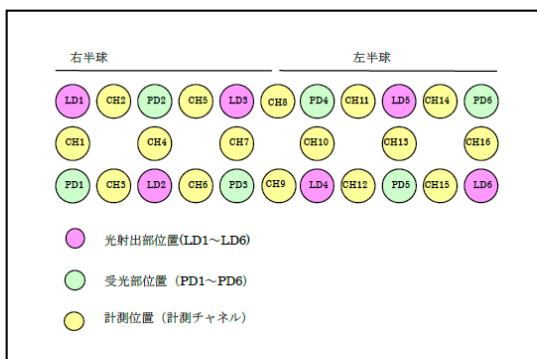 右半球 左半球
LD1 CH2 PD2 CH5 LD3 CH8 PD4 CH11 LD5 CH14 PD6
CH1 CH4 CH7 CH10 CH13 CH16
PD1 CH3 LD2 CH6 PD3 CH9 LD4 CH12 PD5 CH15 LD6
光射出部位置(LD1～LD6)
受光部位置（PD1～PD6）
計測位置（計測チャネル）